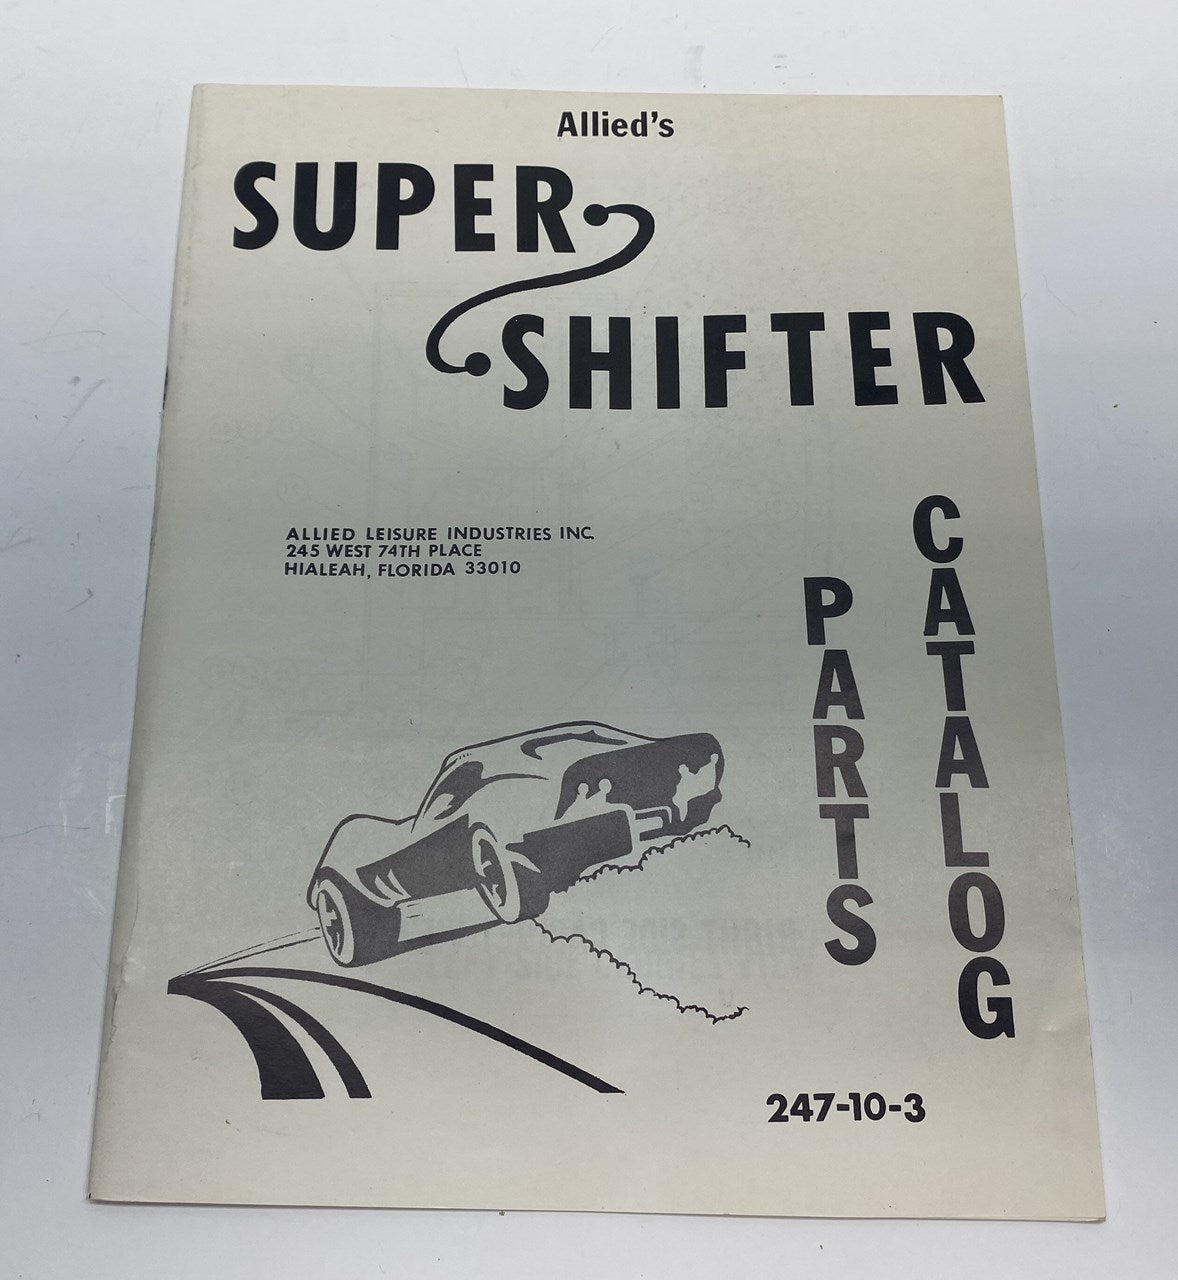 Allied's
SUPER
SHIFTER
ALLIED LEISURE INDUSTRIES INC.
245 WEST 74TH PLACE
HIALEAH, FLORIDA 33010
PARTS
CATALOG
247-10-3